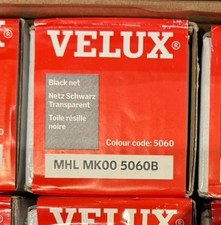 VELUX®
Black net
Netz Schwarz
Transparent
Toile résille
noire
Colour code: 5060
MHL MK00 5060B
VELUX®